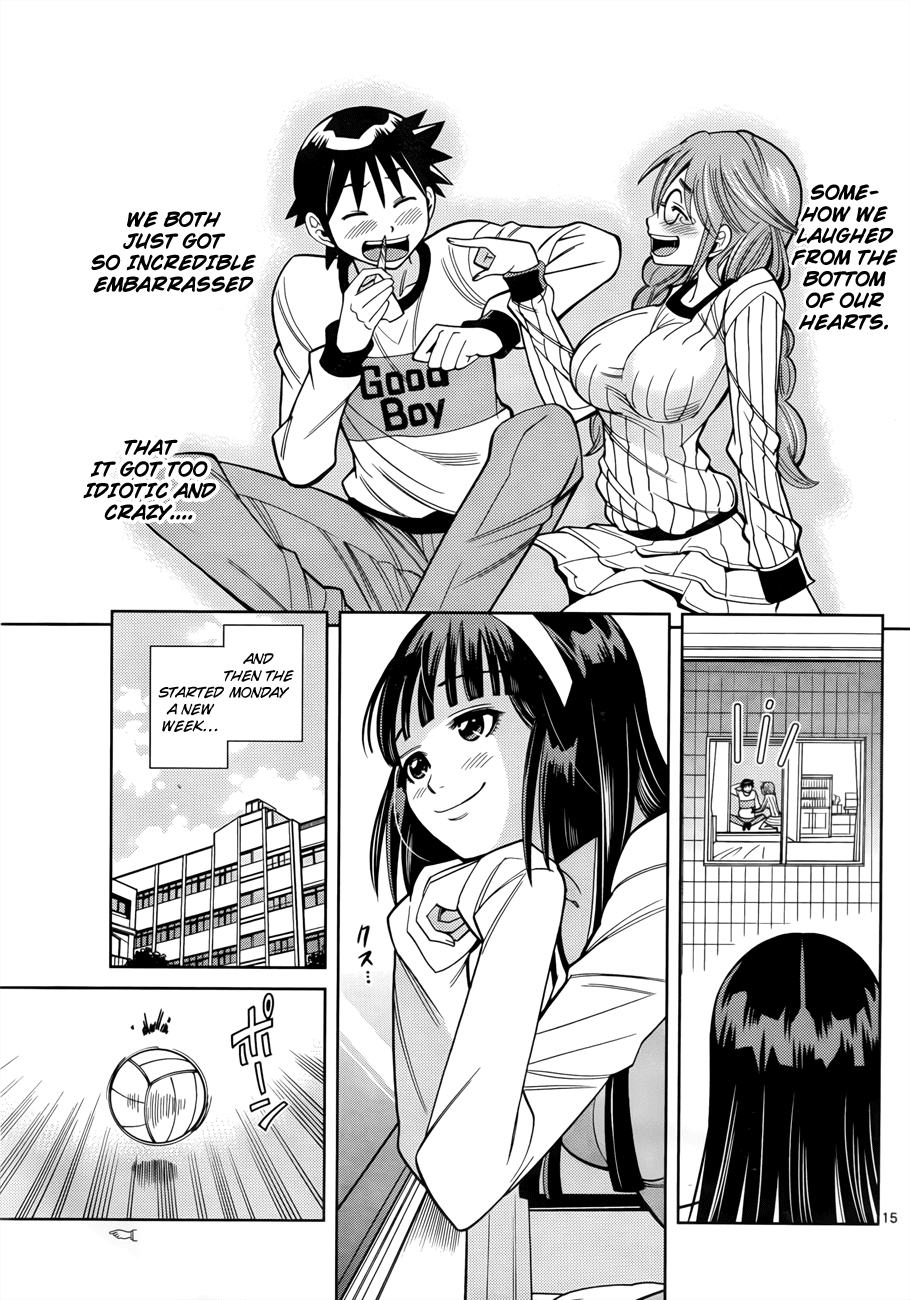 SOME-
HOW WE
LAUGHED
FROM THE
BOTTOM
OF OUR
HEARTS.
WE BOTH
JUST GOT
SO INCREDIBLE
EMBARRASSED
Good
Boy
THAT
IT GOT TOO
IDIOTIC AND
CRAZY....
クス…
AND
THEN THE
STARTED MONDAY
A NEW
WEEK...
ポーン
15